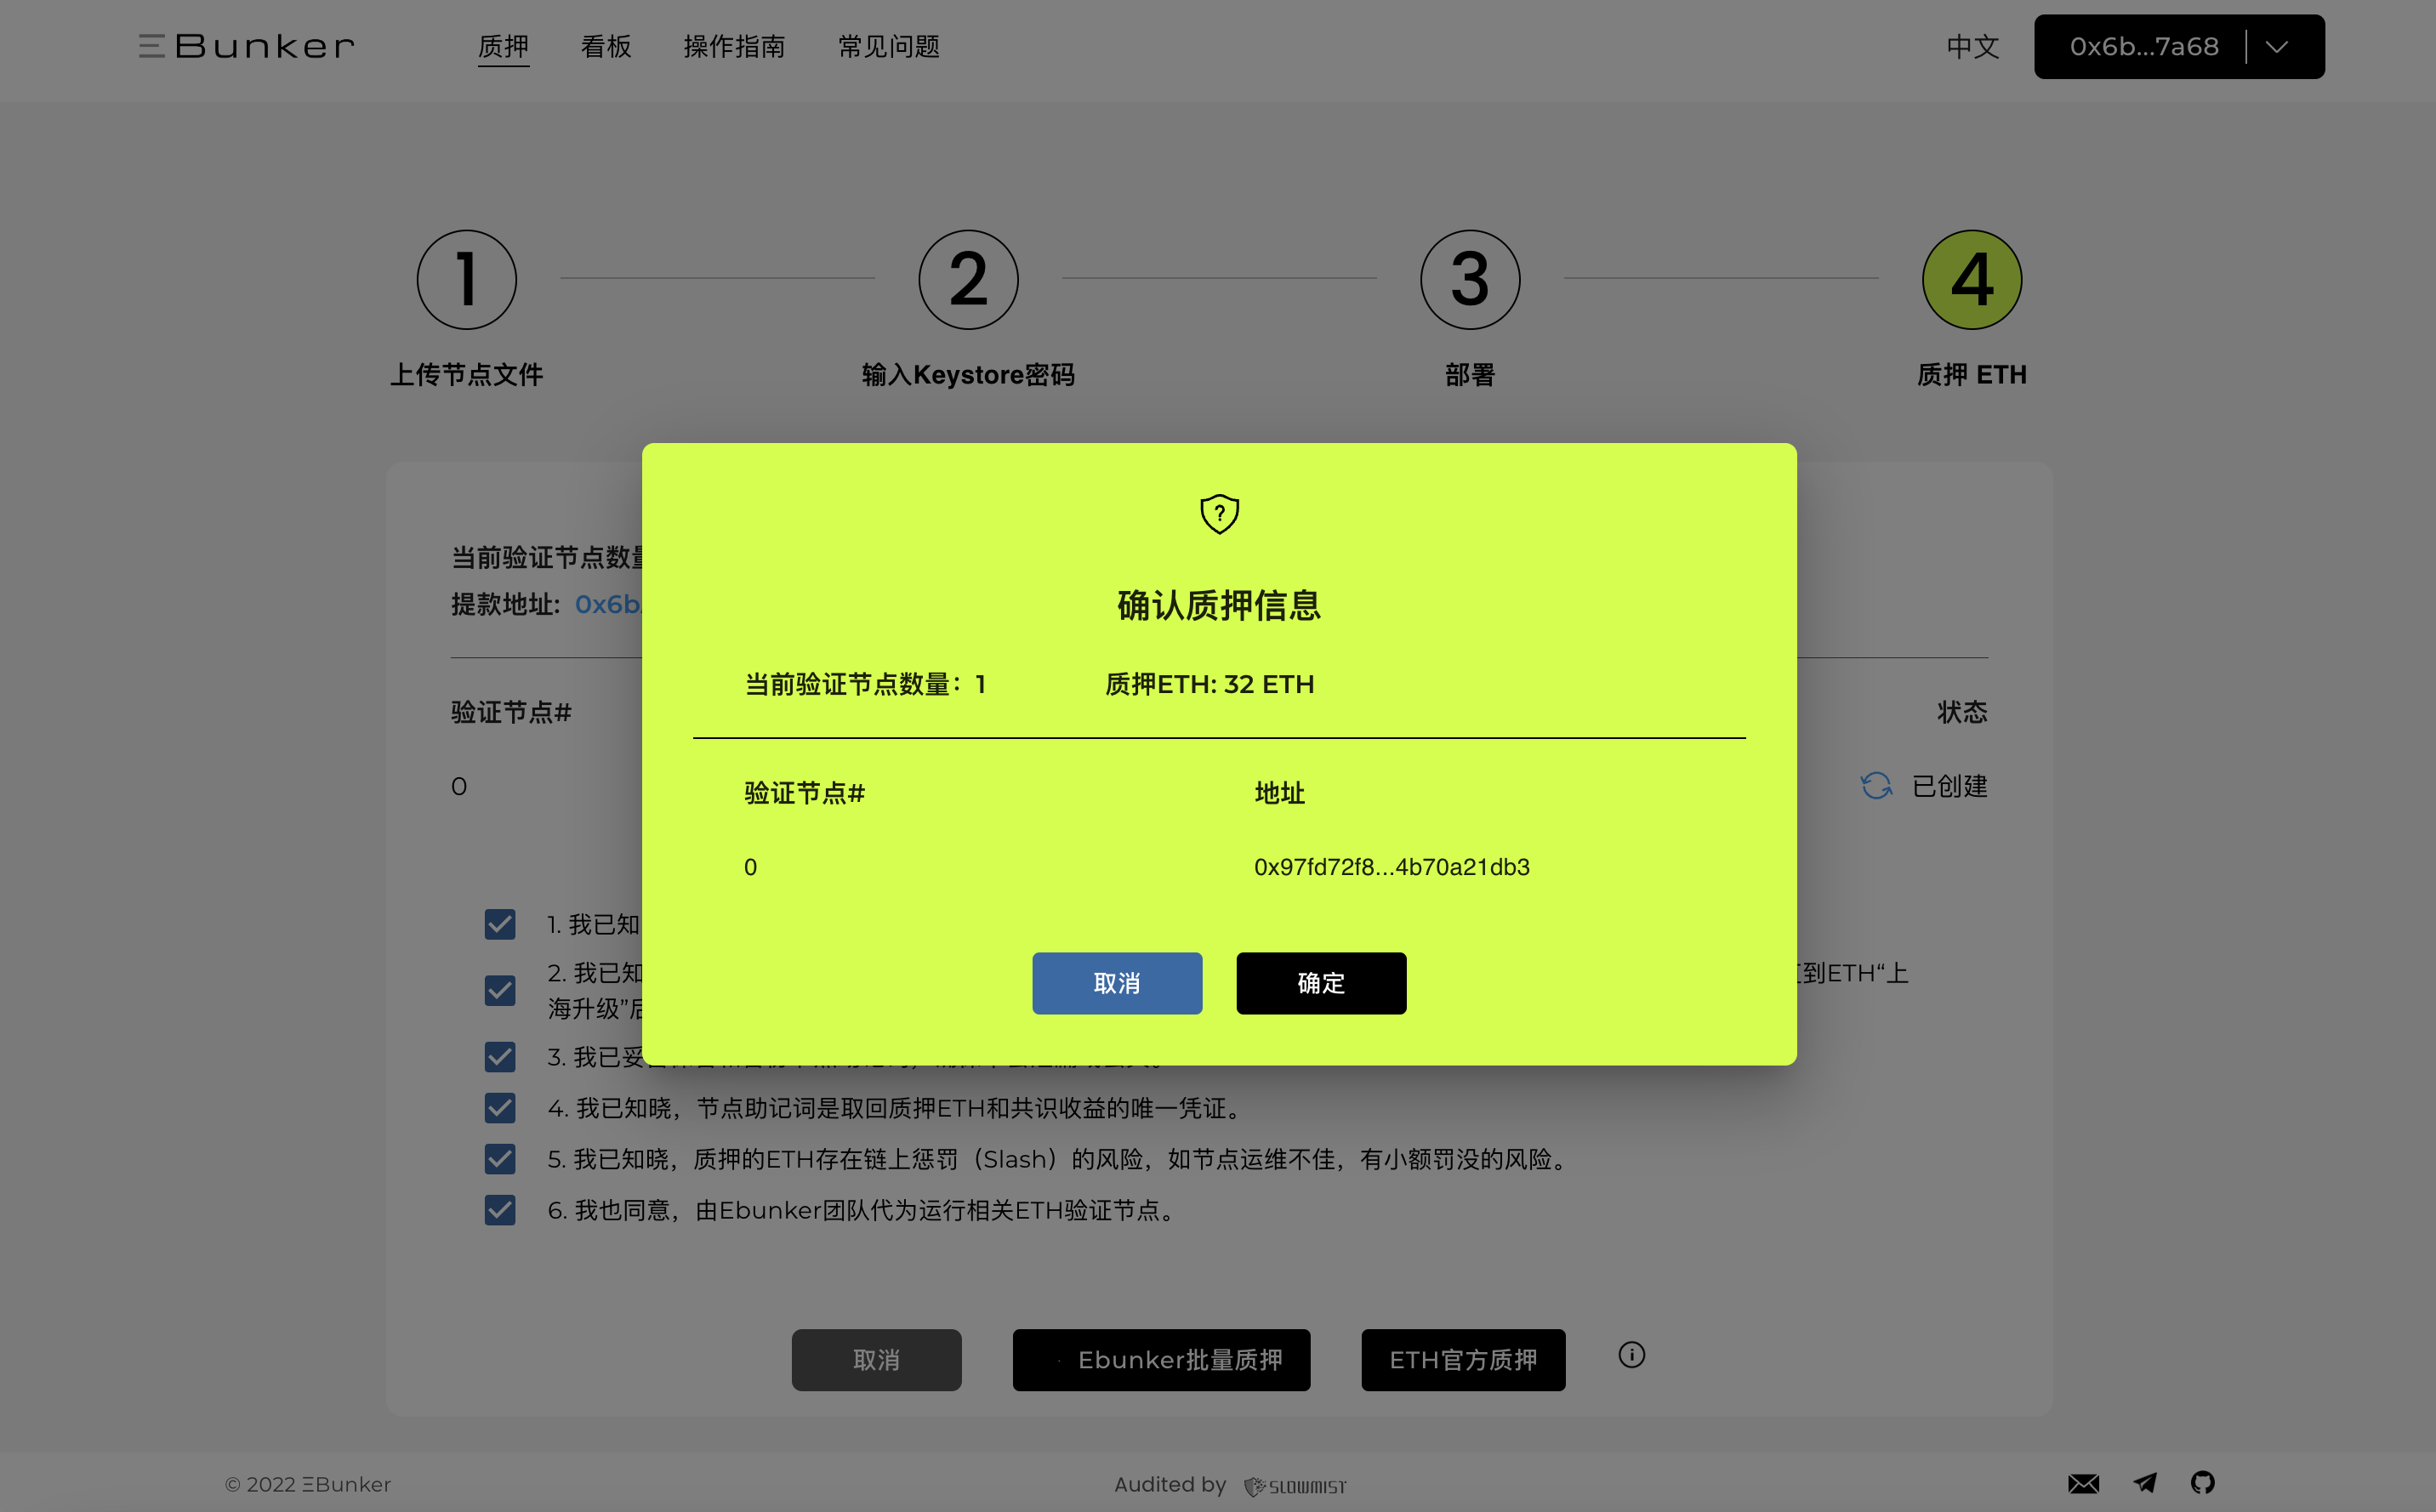 ΞBunker 质押 看板 操作指南 常见问题 中文 0x6b...7a68
1 2 3 4
上传节点文件 输入Keystore密码 部署 质押 ETH
确认质押信息
当前验证节点数量：1 质押ETH: 32 ETH
验证节点# 地址
0 0x97fd72f8...4b70a21db3
取消 确定
当前验证节点数量
提款地址: 0x6b.
验证节点# 状态
0 已创建
1. 我已知
2. 我已知 到ETH“上
海升级”后
3. 我已妥
4. 我已知晓，节点助记词是取回质押ETH和共识收益的唯一凭证。
5. 我已知晓，质押的ETH存在链上惩罚（Slash）的风险，如节点运维不佳，有小额罚没的风险。
6. 我也同意，由Ebunker团队代为运行相关ETH验证节点。
取消 Ebunker批量质押 ETH官方质押
© 2022 ΞBunker Audited by SLOWMIST